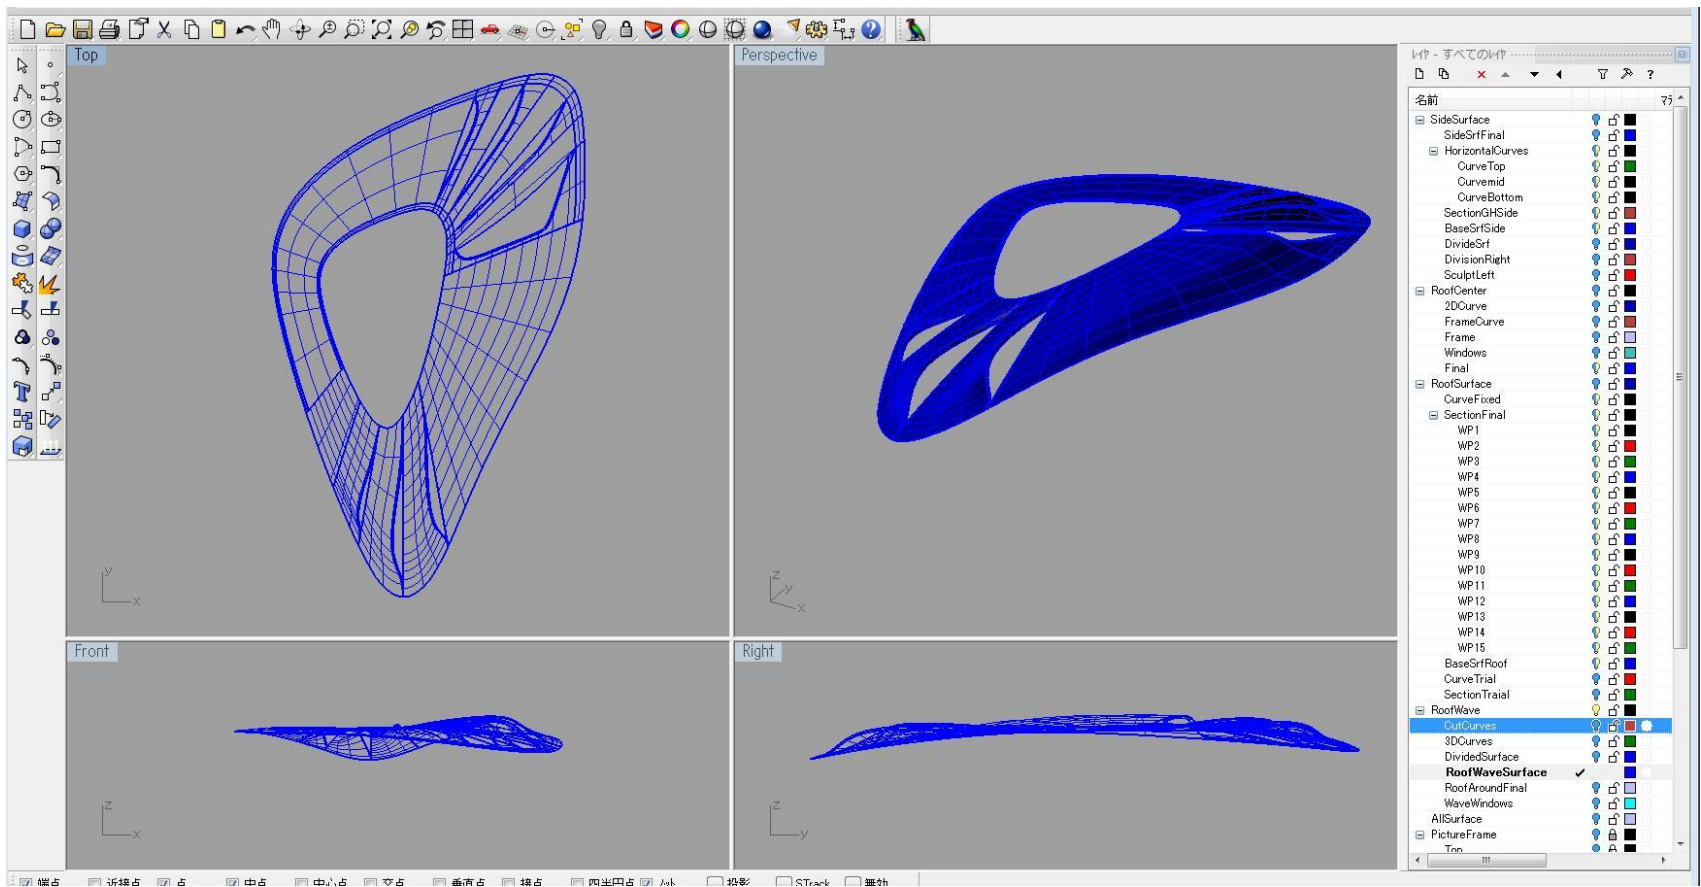 Top
Perspective
Front
Right
y
x
z
y
x
z
x
z
y
レイヤ - すべてのレイヤ
名前
マテ
SideSurface
SideSrfFinal
HorizontalCurves
CurveTop
Curvemid
CurveBottom
SectionGHSide
BaseSrfSide
DivideSrf
DivisionRight
SculptLeft
RoofCenter
2DCurve
FrameCurve
Frame
Windows
Final
RoofSurface
CurveFixed
SectionFinal
WP1
WP2
WP3
WP4
WP5
WP6
WP7
WP8
WP9
WP10
WP11
WP12
WP13
WP14
WP15
BaseSrfRoof
CurveTrial
SectionTraial
RoofWave
CutCurves
3DCurves
DividedSurface
RoofWaveSurface
RoofAroundFinal
WaveWindows
AllSurface
PictureFrame
Top
端点 近接点 点 中点 中心点 交点 垂直点 接点 四半円点 ノット 投影 STrack 無効